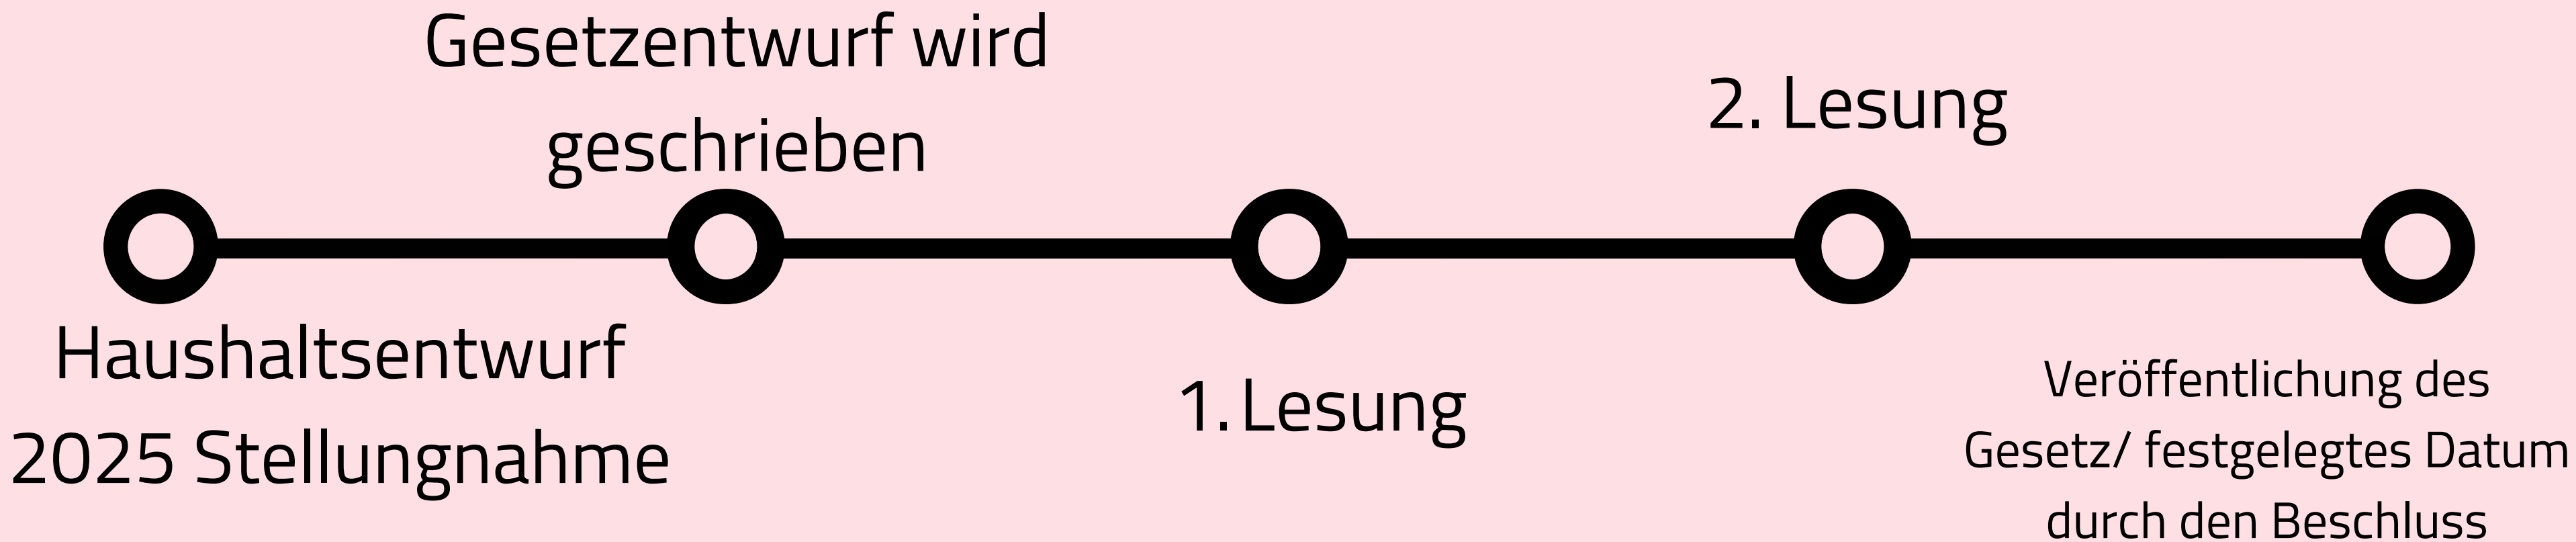 Haushaltsentwurf
2025 Stellungnahme
Gesetzentwurf wird
geschrieben
1. Lesung
2. Lesung
Veröffentlichung des
Gesetz/ festgelegtes Datum
durch den Beschluss